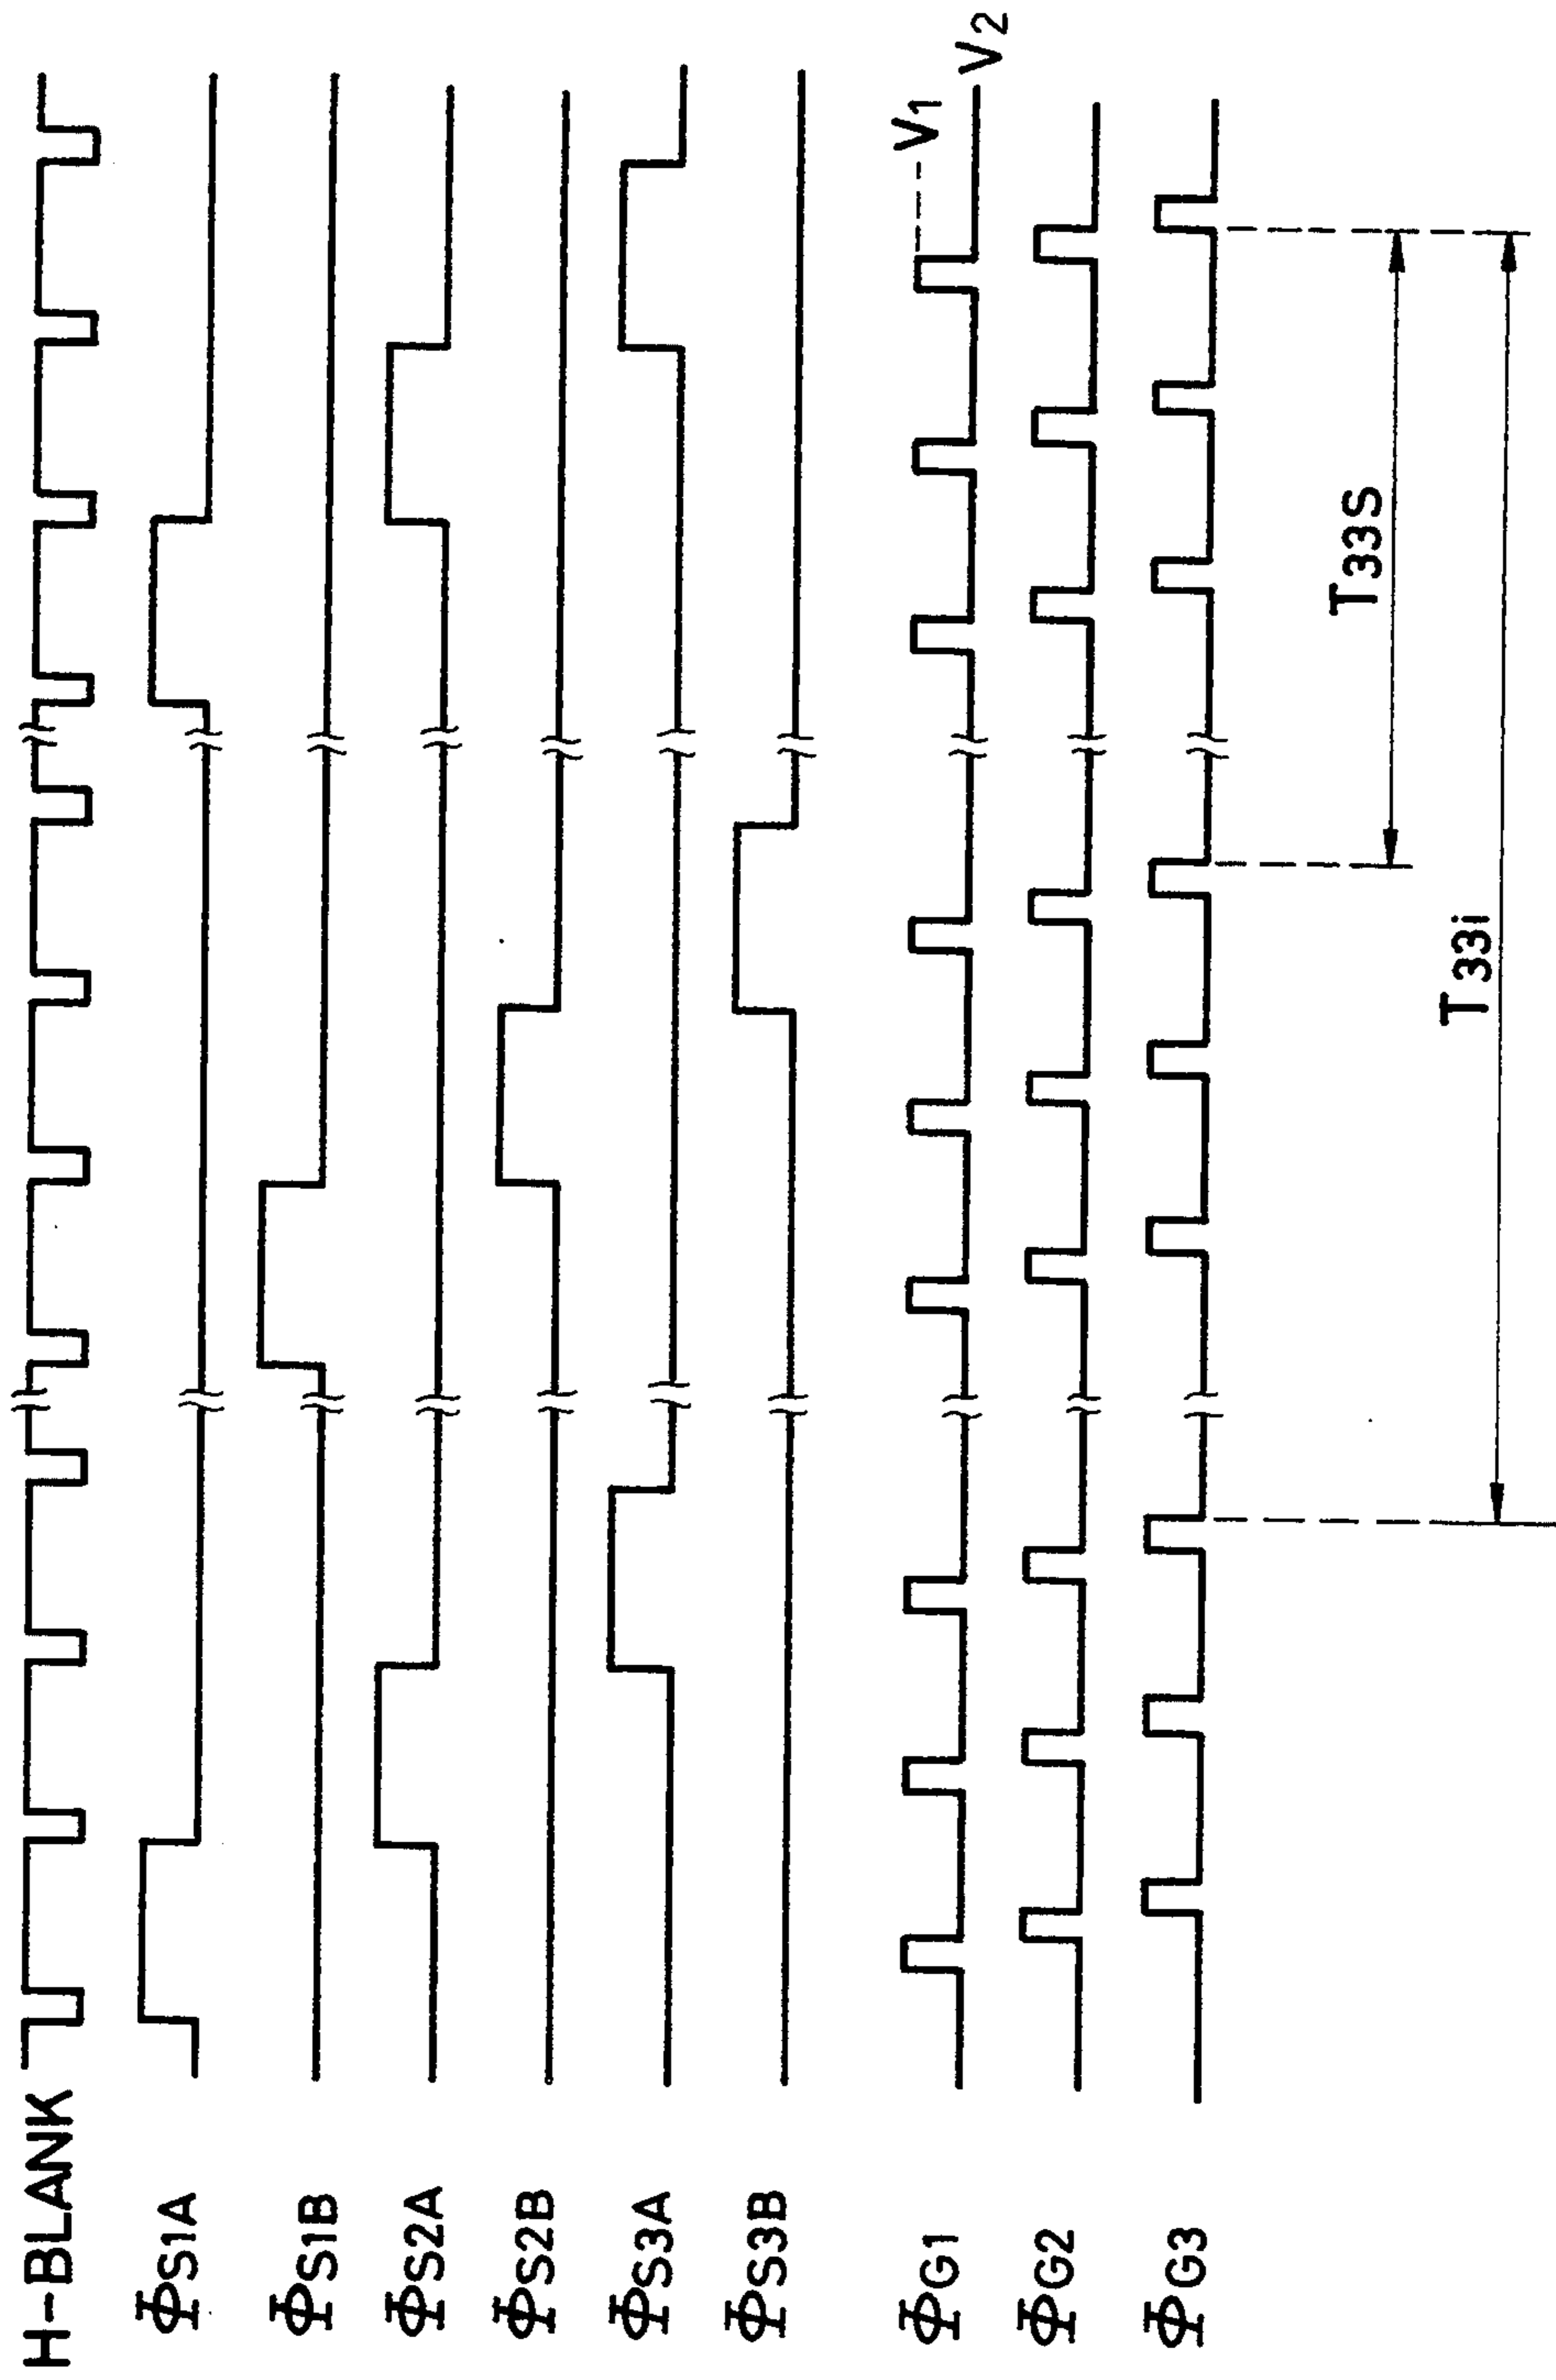 H-BLANK
ΦS1A
ΦS1B
ΦS2A
ΦS2B
ΦS3A
ΦS3B
ΦG1
V1
V2
ΦG2
ΦG3
T33S
T33i